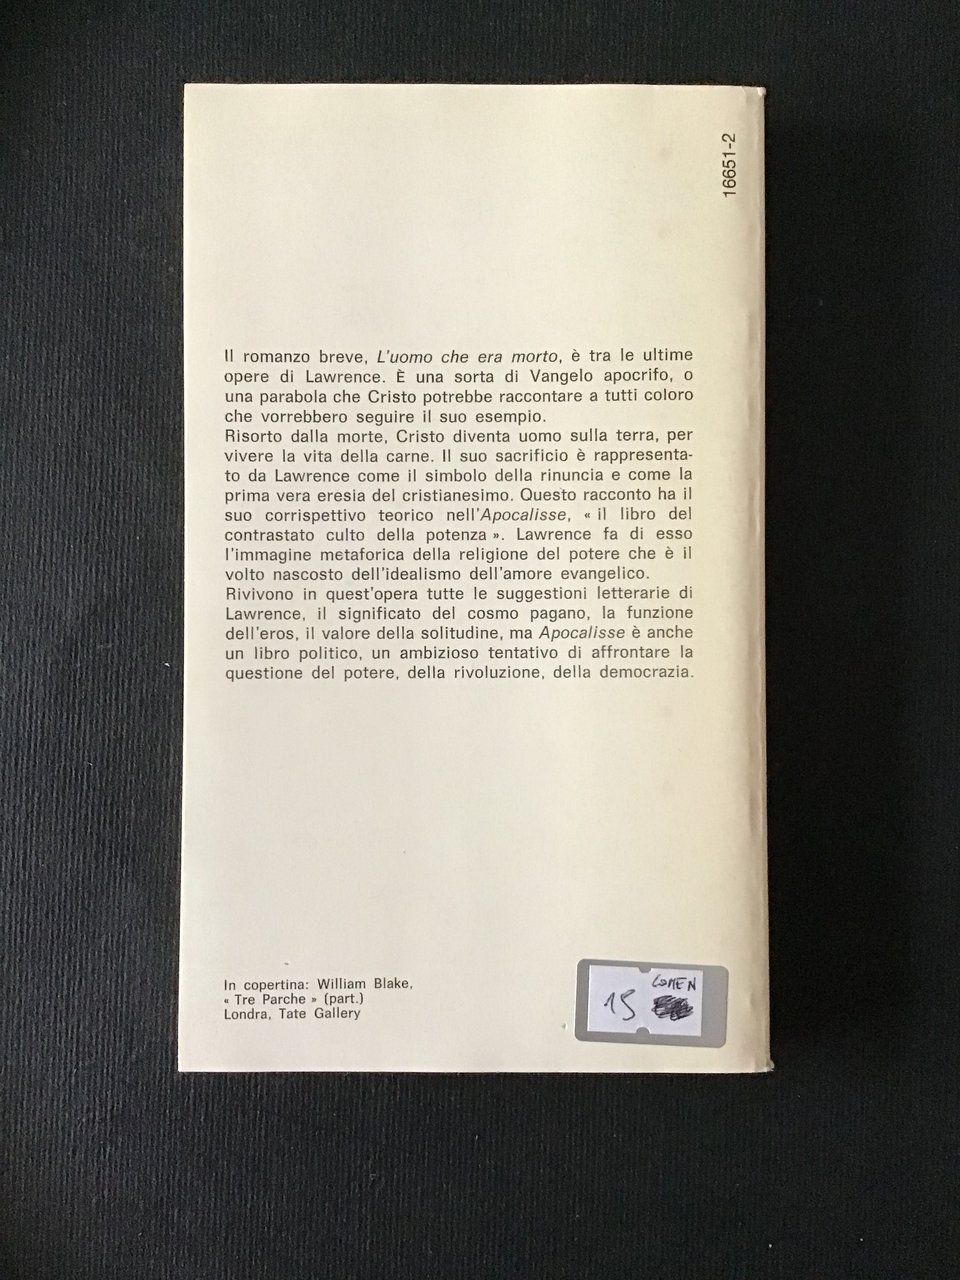 16651-2
Il romanzo breve, L'uomo che era morto, è tra le ultime
opere di Lawrence. È una sorta di Vangelo apocrifo, o
una parabola che Cristo potrebbe raccontare a tutti coloro
che vorrebbero seguire il suo esempio.
Risorto dalla morte, Cristo diventa uomo sulla terra, per
vivere la vita della carne. Il suo sacrificio è rappresenta-
to da Lawrence come il simbolo della rinuncia e come la
prima vera eresia del cristianesimo. Questo racconto ha il
suo corrispettivo teorico nell'Apocalisse, « il libro del
contrastato culto della potenza ». Lawrence fa di esso
l'immagine metaforica della religione del potere che è il
volto nascosto dell'idealismo dell'amore evangelico.
Rivivono in quest'opera tutte le suggestioni letterarie di
Lawrence, il significato del cosmo pagano, la funzione
dell'eros, il valore della solitudine, ma Apocalisse è anche
un libro politico, un ambizioso tentativo di affrontare la
questione del potere, della rivoluzione, della democrazia.
In copertina: William Blake,
« Tre Parche » (part.)
Londra, Tate Gallery
COMEN
15